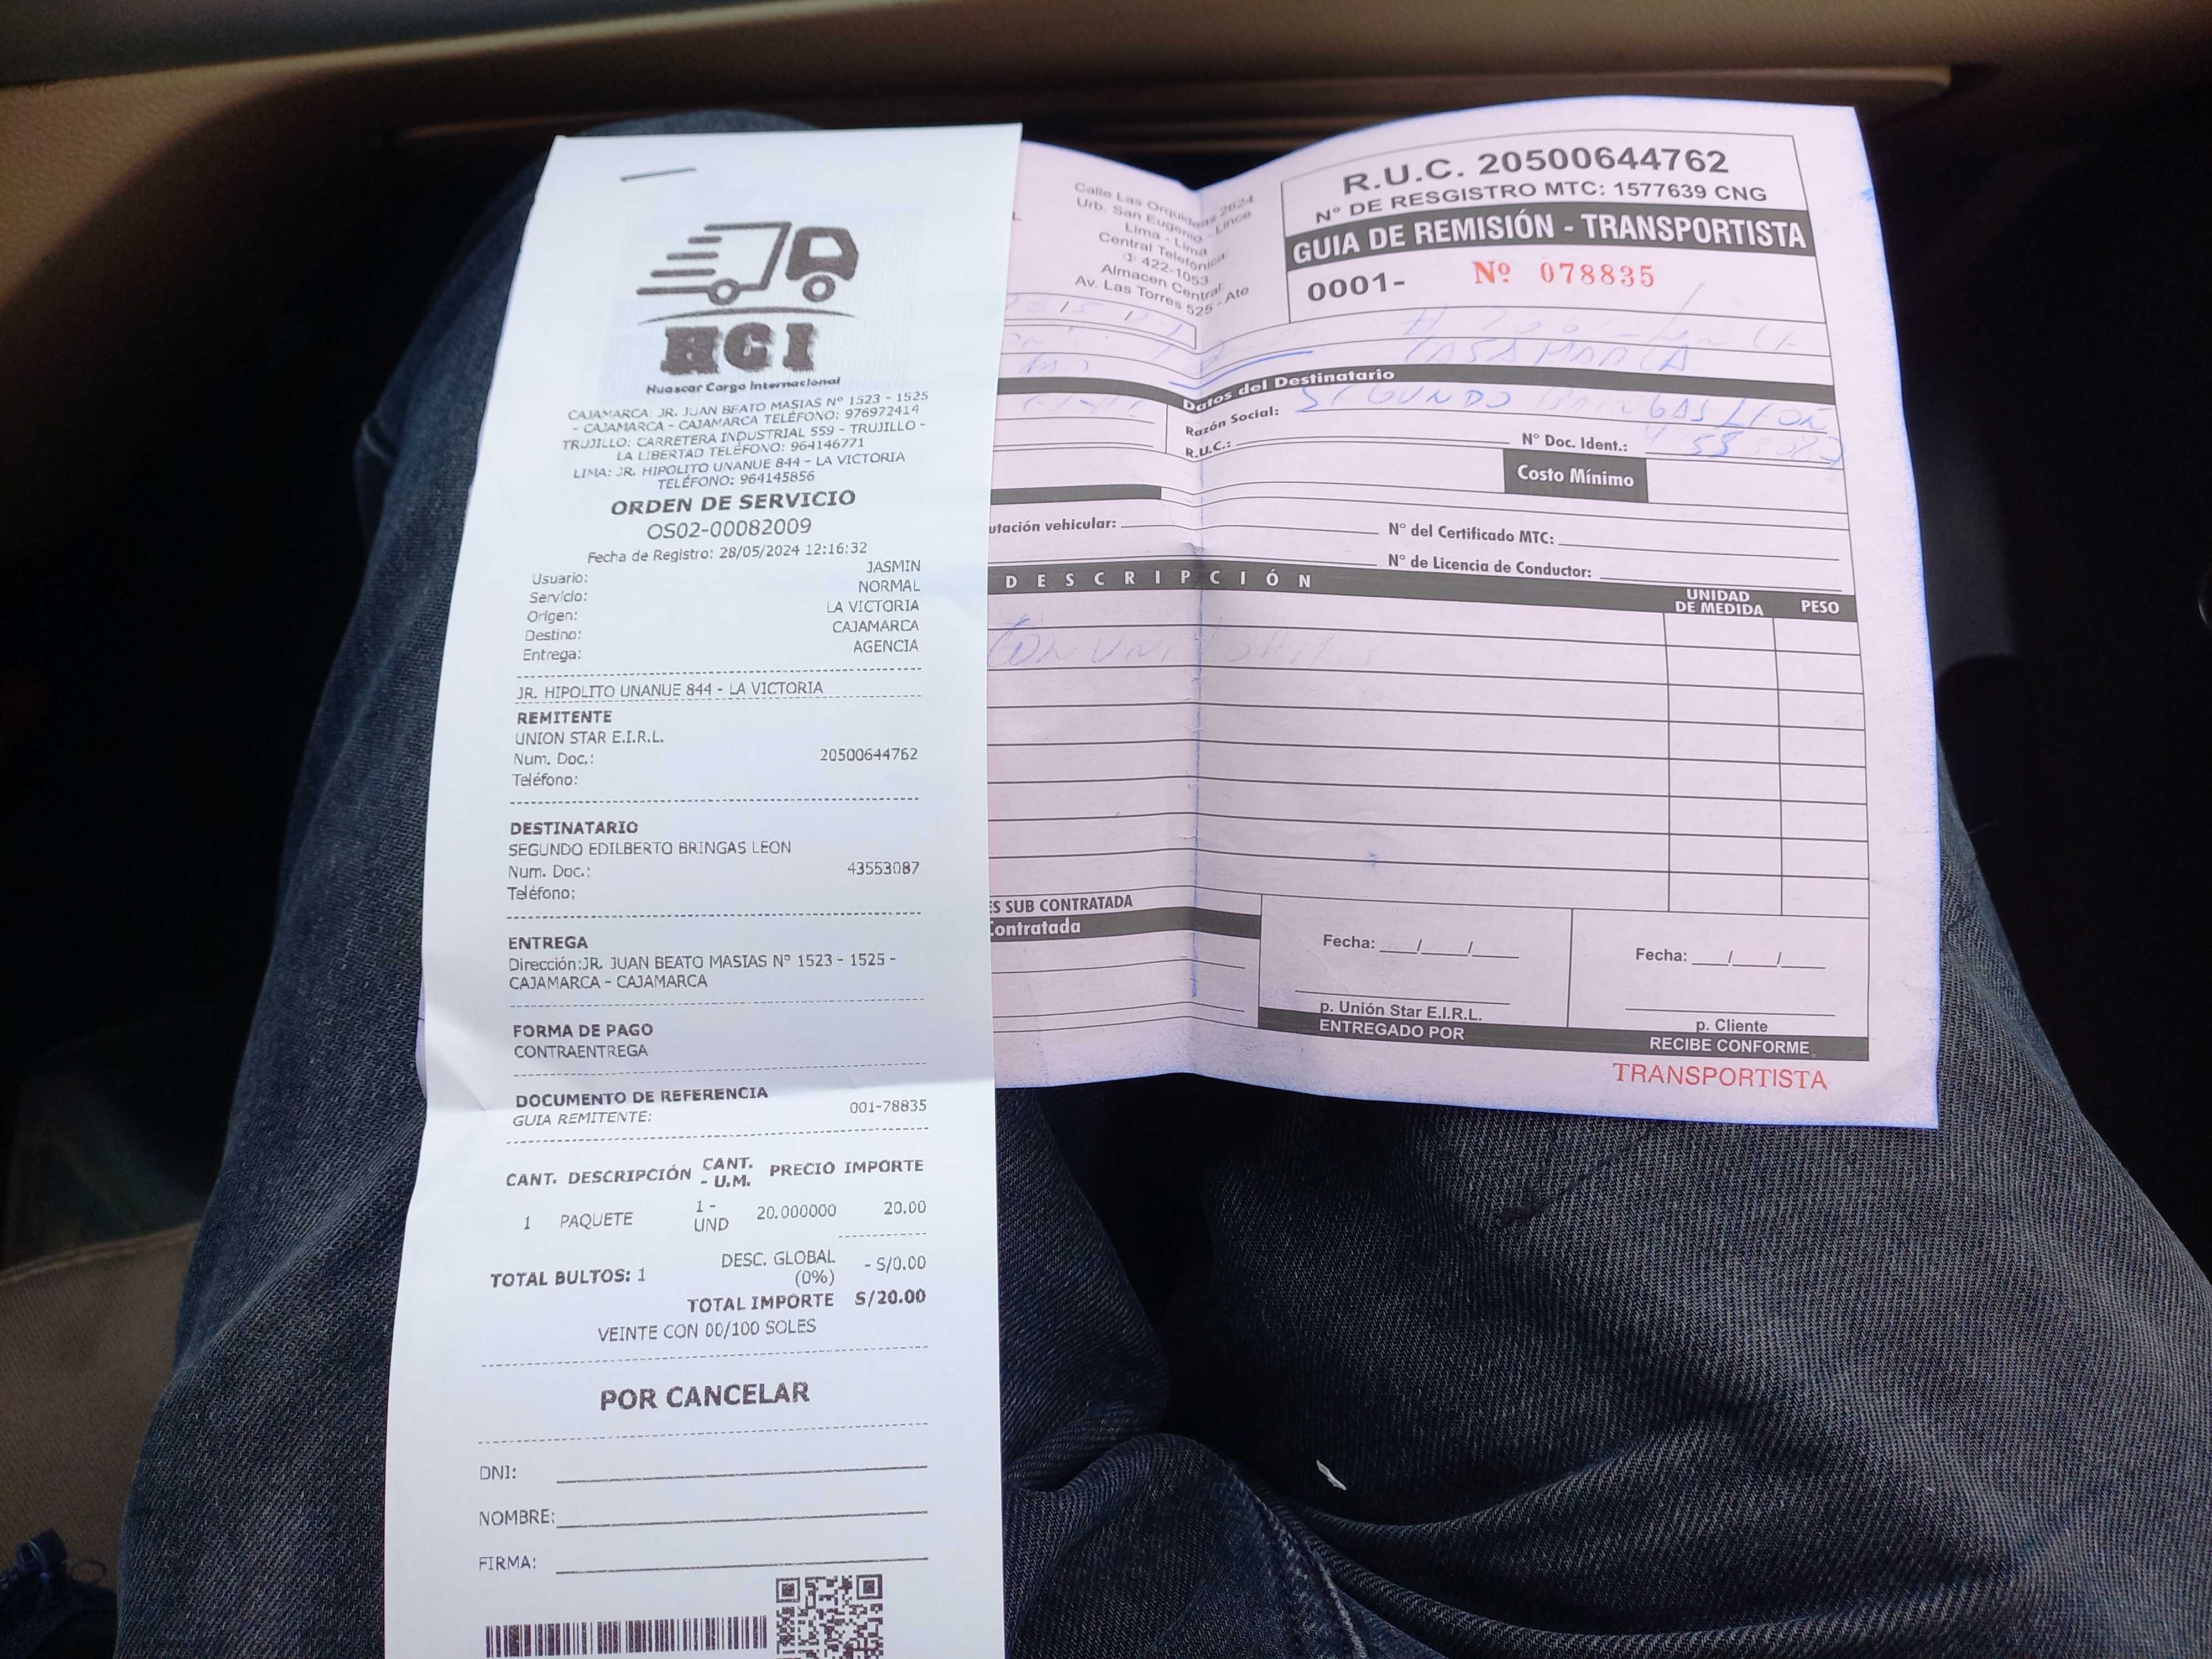 HCI
Huascar Cargo Internacional
CAJAMARCA: JR. JUAN BEATO MASIAS N° 1523 - 1525
- CAJAMARCA - CAJAMARCA TELÉFONO: 976972414
TRUJILLO: CARRETERA INDUSTRIAL 559 - TRUJILLO -
LA LIBERTAD TELÉFONO: 964146771
LIMA: JR. HIPOLITO UNANUE 844 - LA VICTORIA
TELÉFONO: 964145856
ORDEN DE SERVICIO
OS02-00082009
Fecha de Registro: 28/05/2024 12:16:32
Usuario: JASMIN
Servicio: NORMAL
Origen: LA VICTORIA
Destino: CAJAMARCA
Entrega: AGENCIA
JR. HIPOLITO UNANUE 844 - LA VICTORIA
REMITENTE
UNION STAR E.I.R.L.
Num. Doc.: 20500644762
Teléfono:
DESTINATARIO
SEGUNDO EDILBERTO BRINGAS LEON
Num. Doc.: 43553087
Teléfono:
ENTREGA
Dirección:JR. JUAN BEATO MASIAS N° 1523 - 1525 -
CAJAMARCA - CAJAMARCA
FORMA DE PAGO
CONTRAENTREGA
DOCUMENTO DE REFERENCIA
GUIA REMITENTE: 001-78835
CANT. DESCRIPCIÓN CANT. - U.M. PRECIO IMPORTE
1 PAQUETE 1 - UND 20.000000 20.00
TOTAL BULTOS: 1 DESC. GLOBAL (0%) - S/0.00
TOTAL IMPORTE S/20.00
VEINTE CON 00/100 SOLES
POR CANCELAR
DNI:
NOMBRE:
FIRMA:
Calle Las Orquideas 2624
Urb. San Eugenio - Lince
Lima - Lima
Central Telefónica:
422-1053
Almacen Central:
Av. Las Torres 525 - Ate
R.U.C. 20500644762
N° DE RESGISTRO MTC: 1577639 CNG
GUIA DE REMISIÓN - TRANSPORTISTA
0001- Nº 078835
CAJAMARCA
Datos del Destinatario
Razón Social: SEGUNDO BRINGAS LEON
R.U.C.: N° Doc. Ident.:
Costo Mínimo
utación vehicular: N° del Certificado MTC:
N° de Licencia de Conductor:
DESCRIPCIÓN UNIDAD DE MEDIDA PESO
ES SUB CONTRATADA
Contratada
Fecha: / / Fecha: / /
p. Unión Star E.I.R.L. p. Cliente
ENTREGADO POR RECIBE CONFORME
TRANSPORTISTA